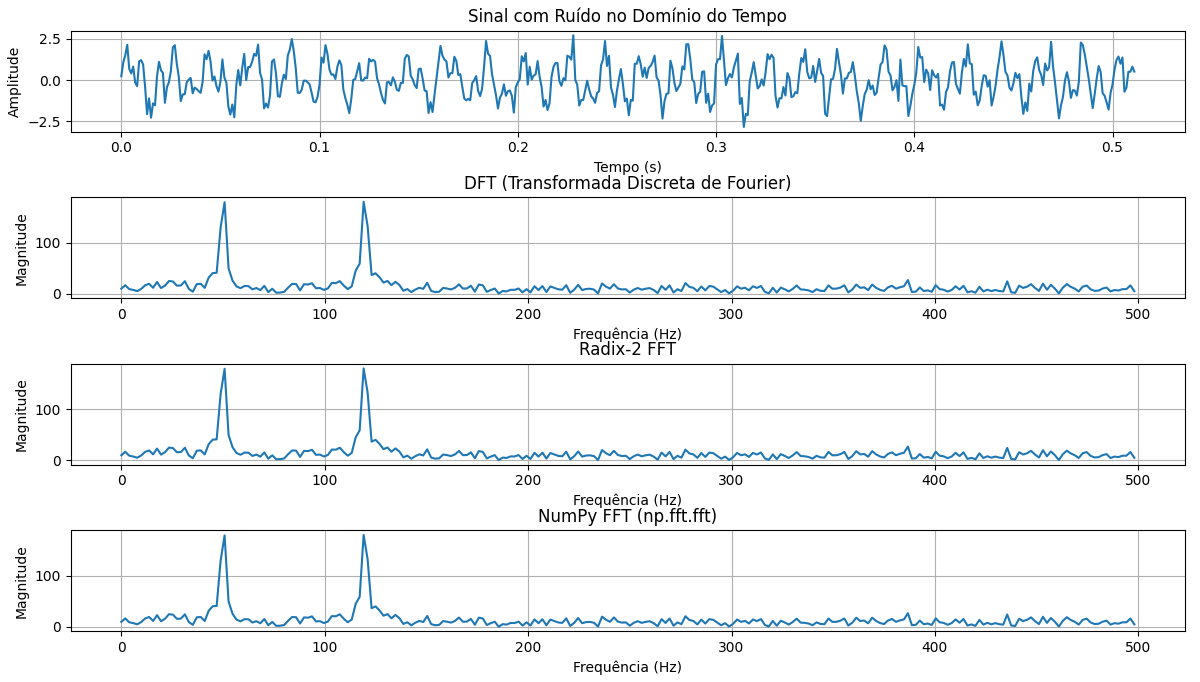 Sinal com Ruído no Domínio do Tempo
Amplitude
2.5
0.0
−2.5
0.0 0.1 0.2 0.3 0.4 0.5
Tempo (s)
DFT (Transformada Discreta de Fourier)
Magnitude
100
0
0 100 200 300 400 500
Frequência (Hz)
Radix-2 FFT
Magnitude
100
0
0 100 200 300 400 500
Frequência (Hz)
NumPy FFT (np.fft.fft)
Magnitude
100
0
0 100 200 300 400 500
Frequência (Hz)